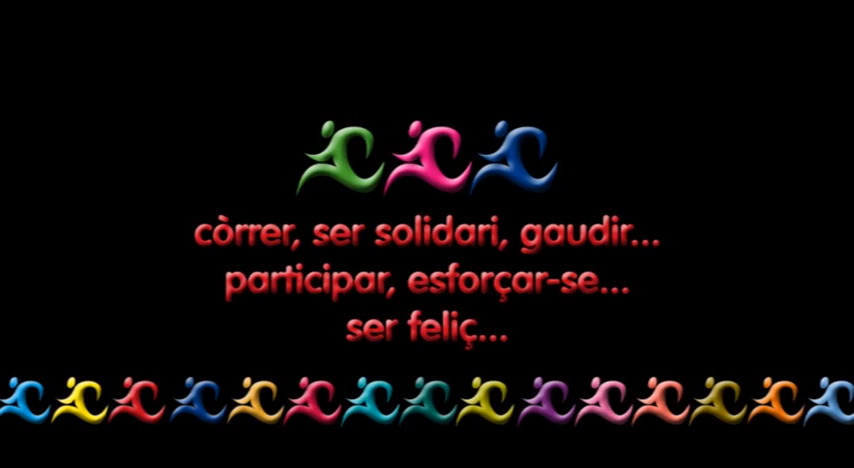 còrrer, ser solidari, gaudir...
participar, esforçar-se...
ser feliç...